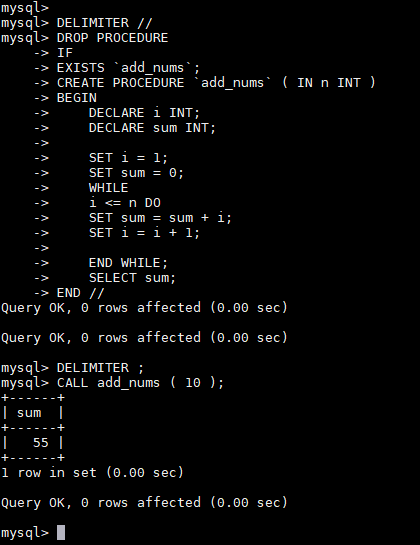 mysql>
mysql> DELIMITER //
mysql> DROP PROCEDURE
    -> IF
    -> EXISTS `add_nums`;
    -> CREATE PROCEDURE `add_nums` ( IN n INT )
    -> BEGIN
    ->     DECLARE i INT;
    ->     DECLARE sum INT;
    ->
    ->     SET i = 1;
    ->     SET sum = 0;
    ->     WHILE
    ->     i <= n DO
    ->     SET sum = sum + i;
    ->     SET i = i + 1;
    ->
    ->     END WHILE;
    ->     SELECT sum;
    -> END //
Query OK, 0 rows affected (0.00 sec)

Query OK, 0 rows affected (0.00 sec)

mysql> DELIMITER ;
mysql> CALL add_nums ( 10 );
+------+
| sum  |
+------+
|   55 |
+------+
1 row in set (0.00 sec)

Query OK, 0 rows affected (0.00 sec)

mysql>